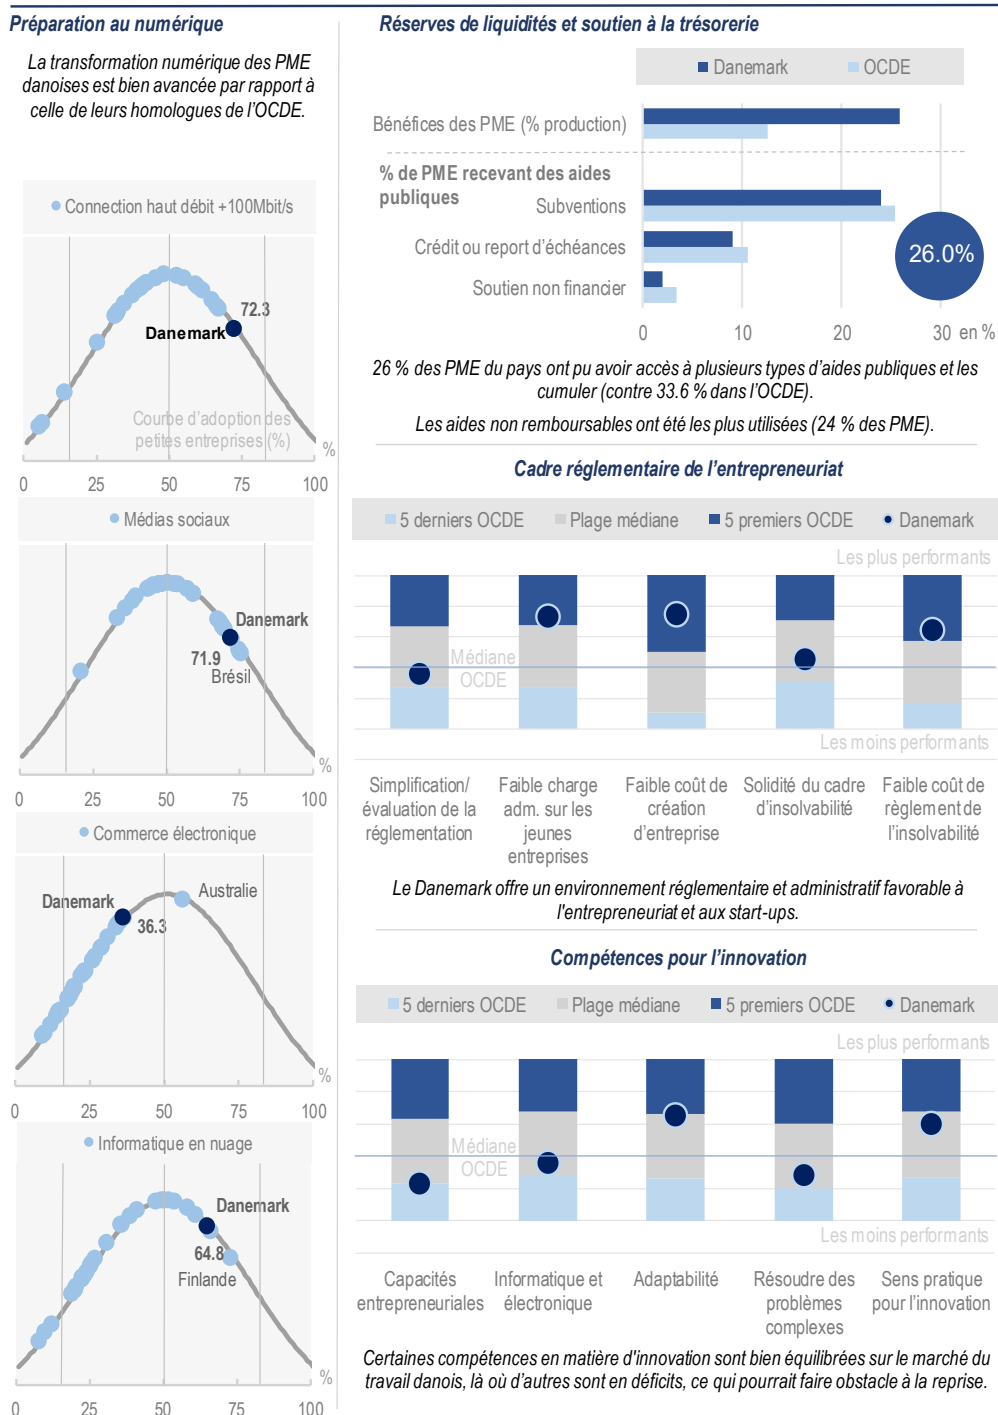 Préparation au numérique
La transformation numérique des PME
danoises est bien avancée par rapport à
celle de leurs homologues de l'OCDE.
Connection haut débit +100Mbit/s
72.3
Danemark
Courbe d'adoption des
petites entreprises (%)
%
0 25 50 75 100
Médias sociaux
Danemark
71.9
Brésil
%
0 25 50 75 100
Commerce électronique
Danemark
Australie
36.3
%
0 25 50 75 100
Informatique en nuage
Danemark
64.8
Finlande
%
0 25 50 75 100
Réserves de liquidités et soutien à la trésorerie
Danemark OCDE
Bénéfices des PME (% production)
% de PME recevant des aides
publiques
Subventions
Crédit ou report d'échéances
Soutien non financier
26.0%
0 10 20 30 en %
26 % des PME du pays ont pu avoir accès à plusieurs types d'aides publiques et les
cumuler (contre 33.6 % dans l'OCDE).
Les aides non remboursables ont été les plus utilisées (24 % des PME).
Cadre réglementaire de l'entrepreneuriat
5 derniers OCDE Plage médiane 5 premiers OCDE Danemark
Les plus performants
Médiane
OCDE
Les moins performants
Simplification/
évaluation de la
réglementation
Faible charge
adm. sur les
jeunes
entreprises
Faible coût de
création
d'entreprise
Solidité du cadre
d'insolvabilité
Faible coût de
règlement de
l'insolvabilité
Le Danemark offre un environnement réglementaire et administratif favorable à
l'entrepreneuriat et aux start-ups.
Compétences pour l'innovation
5 derniers OCDE Plage médiane 5 premiers OCDE Danemark
Les plus performants
Médiane
OCDE
Les moins performants
Capacités
entrepreneuriales
Informatique et
électronique
Adaptabilité
Résoudre des
problèmes
complexes
Sens pratique
pour l'innovation
Certaines compétences en matière d'innovation sont bien équilibrées sur le marché du
travail danois, là où d'autres sont en déficits, ce qui pourrait faire obstacle à la reprise.